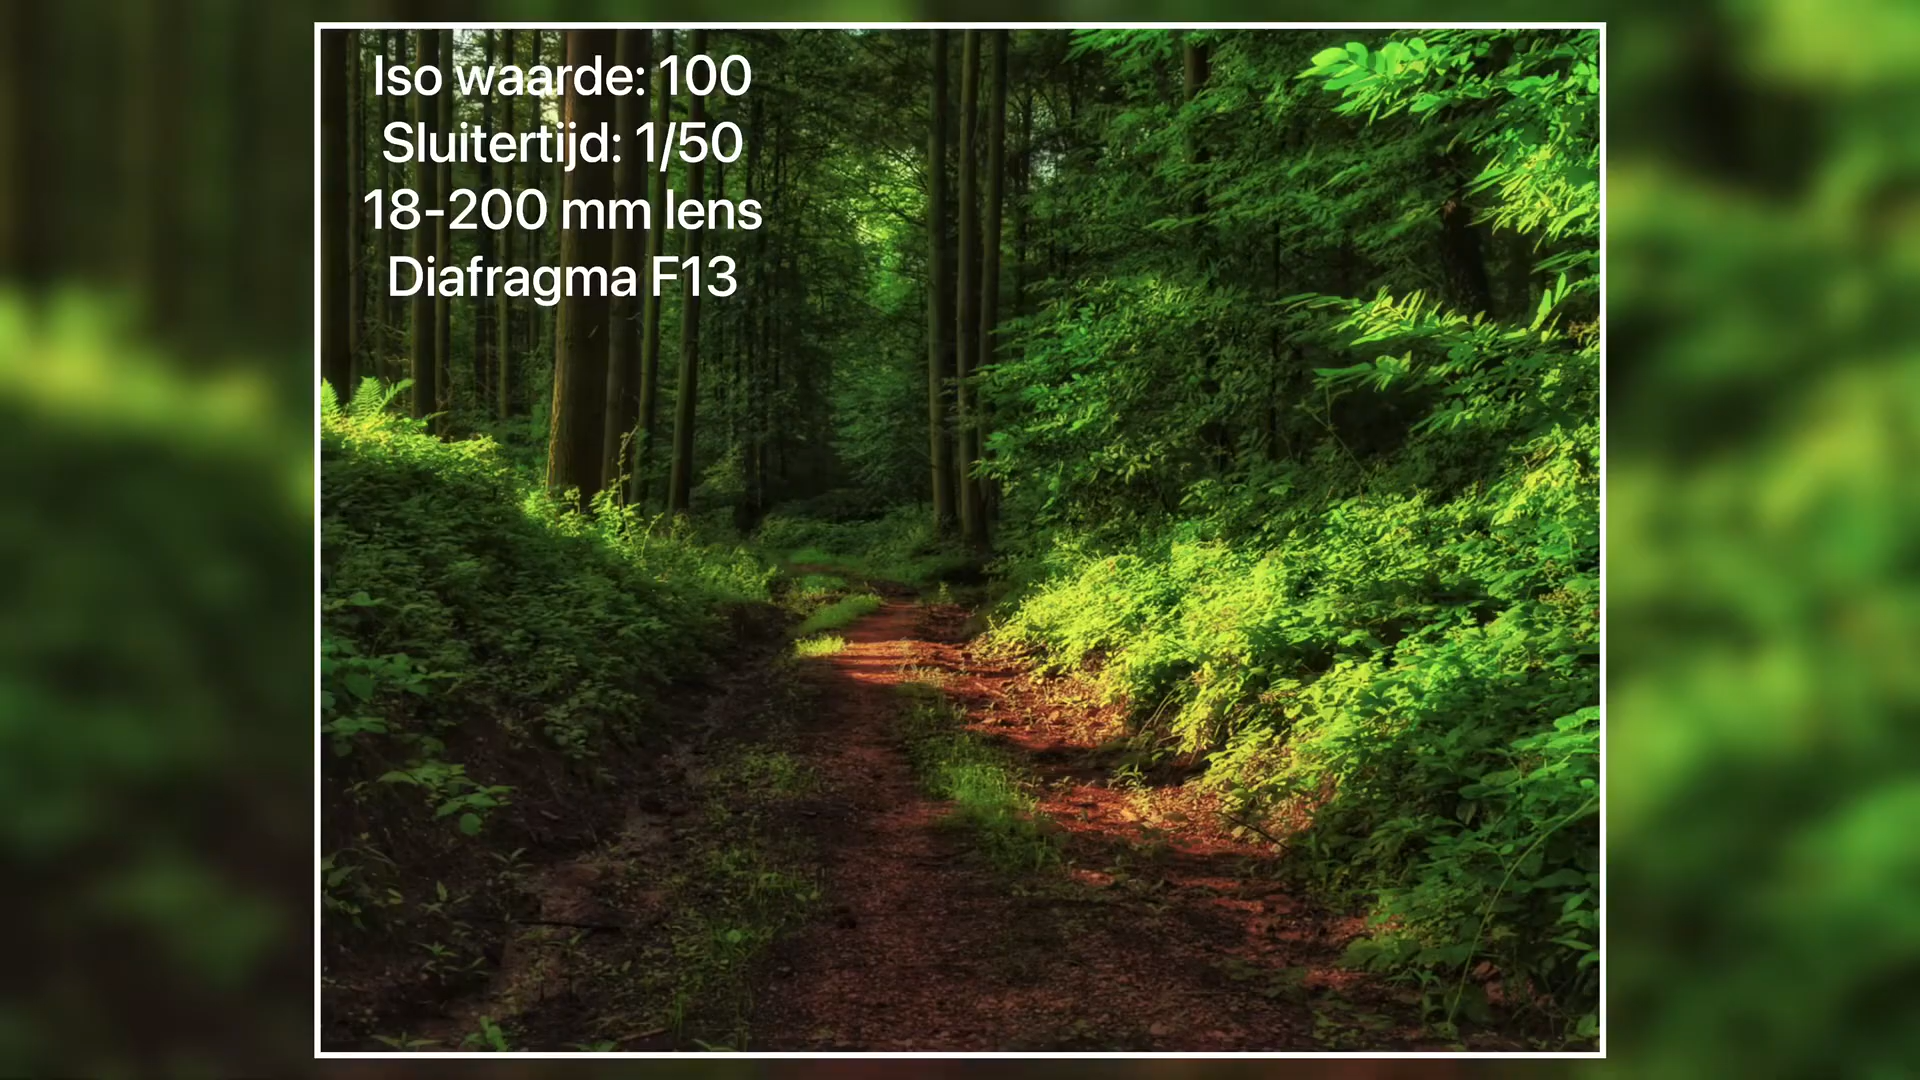 Iso waarde: 100
Sluitertijd: 1/50
18-200 mm lens
Diafragma F13